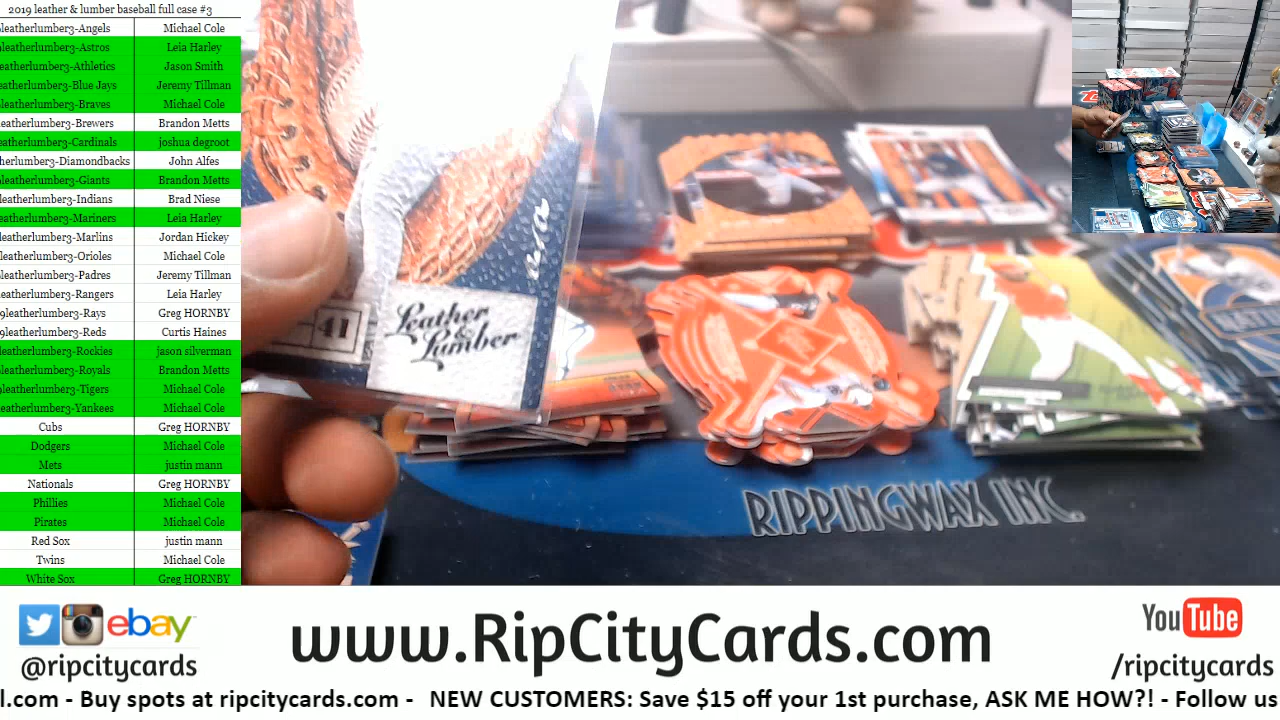 2019 leather & lumber baseball full case #3
leatherlumber3-Angels Michael Cole
leatherlumber3-Astros Leia Harley
leatherlumber3-Athletics Jason Smith
eatherlumber3-Blue Jays Jeremy Tillman
leatherlumber3-Braves Michael Cole
leatherlumber3-Brewers Brandon Metts
eatherlumber3-Cardinals joshua degroot
herlumber3-Diamondbacks John Alfes
leatherlumber3-Giants Brandon Metts
leatherlumber3-Indians Brad Niese
leatherlumber3-Mariners Leia Harley
leatherlumber3-Marlins Jordan Hickey
leatherlumber3-Orioles Michael Cole
leatherlumber3-Padres Jeremy Tillman
leatherlumber3-Rangers Leia Harley
9leatherlumber3-Rays Greg HORNBY
9leatherlumber3-Reds Curtis Haines
leatherlumber3-Rockies jason silverman
leatherlumber3-Royals Brandon Metts
leatherlumber3-Tigers Michael Cole
leatherlumber3-Yankees Michael Cole
Cubs Greg HORNBY
Dodgers Michael Cole
Mets justin mann
Nationals Greg HORNBY
Phillies Michael Cole
Pirates Michael Cole
Red Sox justin mann
Twins Michael Cole
White Sox Greg HORNBY
41
Leather & Lumber
RIPPINGWAX INC.
ebay
@ripcitycards
www.RipCityCards.com
YouTube
/ripcitycards
l.com - Buy spots at ripcitycards.com - NEW CUSTOMERS: Save $15 off your 1st purchase, ASK ME HOW?! - Follow us